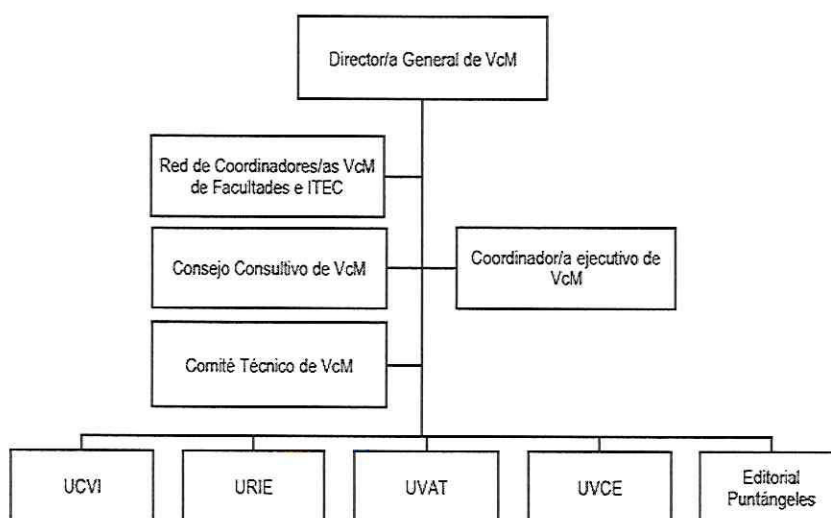 Director/a General de VcM
Red de Coordinadores/as VcM
de Facultades e ITEC
Consejo Consultivo de VcM
Coordinador/a ejecutivo de
VcM
Comité Técnico de VcM
UCVI
URIE
UVAT
UVCE
Editorial
Puntángeles